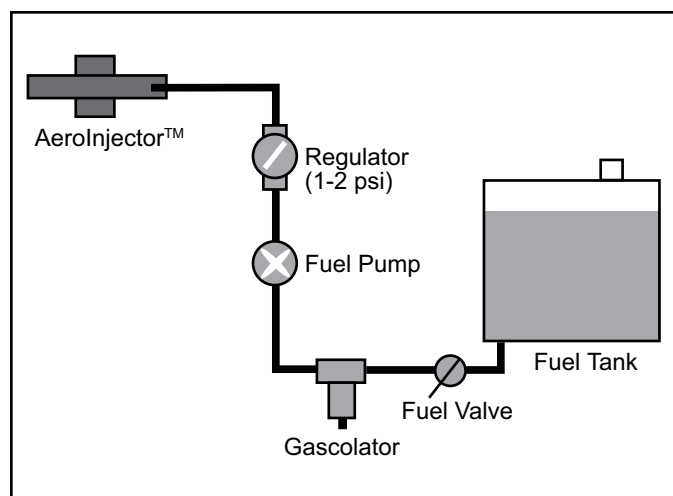 AeroInjector™
Regulator
(1-2 psi)
Fuel Pump
Fuel Tank
Fuel Valve
Gascolator